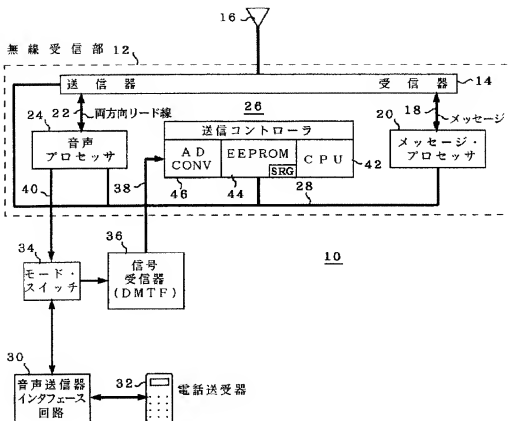 16
無線受信部 12
送信器 受信器
14
24
22
両方向リード線
26
18
メッセージ
音声
プロセッサ
送信コントローラ
AD
CONV
EEPROM
SRG
CPU
20
メッセージ・
プロセッサ
42
40
38
46
44
28
34
モード・
スイッチ
36
信号
受信器
(DMTF)
10
30
音声送信器
インタフェース
回路
32
電話送受器